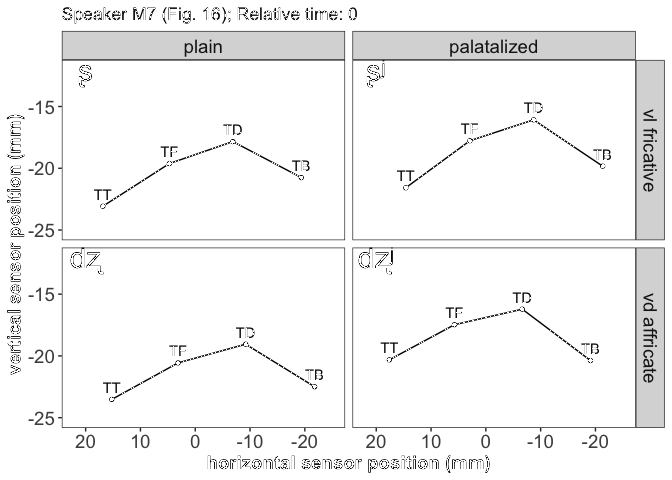 Speaker M7 (Fig. 16); Relative time: 0
plain
palatalized
ʂ
ʂʲ
vl fricative
-15
-20
-25
TT
TF
TD
TB
TT
TF
TD
TB
dʐ
dʐʲ
vd affricate
-15
-20
-25
TT
TF
TD
TB
TT
TF
TD
TB
vertical sensor position (mm)
20 10 0 -10 -20
20 10 0 -10 -20
horizontal sensor position (mm)